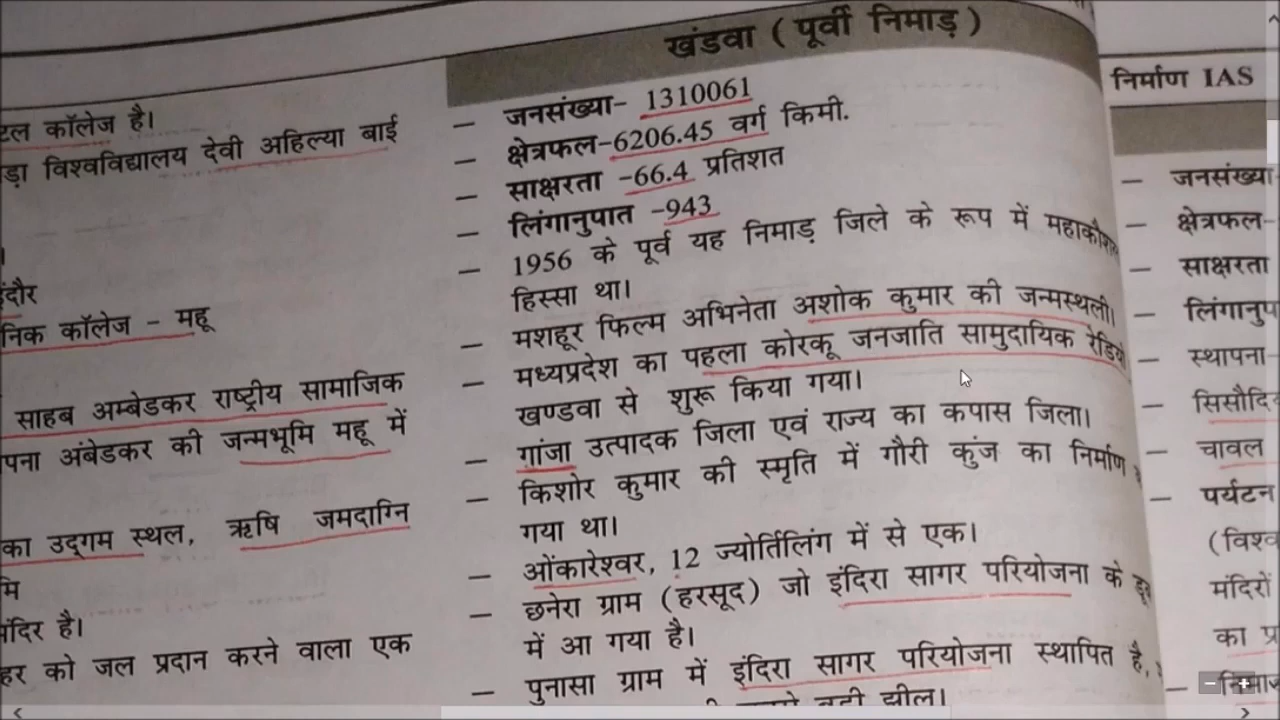 टल कॉलेज है।
ड़ा विश्वविद्यालय देवी अहिल्या बाई
इंदौर
निक कॉलेज - महू
साहब अम्बेडकर राष्ट्रीय सामाजिक
पना अंबेडकर की जन्मभूमि महू में
का उद्गम स्थल, ऋषि जमदाग्नि
मि
मंदिर है।
हर को जल प्रदान करने वाला एक
खंडवा ( पूर्वी निमाड़ )
– जनसंख्या- 1310061
– क्षेत्रफल-6206.45 वर्ग किमी.
– साक्षरता -66.4 प्रतिशत
– लिंगानुपात -943
– 1956 के पूर्व यह निमाड़ जिले के रूप में महाकौशल
हिस्सा था।
– मशहूर फिल्म अभिनेता अशोक कुमार की जन्मस्थली।
– मध्यप्रदेश का पहला कोरकू जनजाति सामुदायिक रेडियो
खण्डवा से शुरू किया गया।
– गांजा उत्पादक जिला एवं राज्य का कपास जिला।
– किशोर कुमार की स्मृति में गौरी कुंज का निर्माण
गया था।
– ओंकारेश्वर, 12 ज्योर्तिलिंग में से एक।
– छनेरा ग्राम (हरसूद) जो इंदिरा सागर परियोजना के
में आ गया है।
– पुनासा ग्राम में इंदिरा सागर परियोजना स्थापित है,
झील।
निर्माण IAS
– जनसंख्या
– क्षेत्रफल-
– साक्षरता
– लिंगानुप
– स्थापना
– सिसौदि
– चावल
– पर्यटन
(विश्व
मंदिरों
का प्र